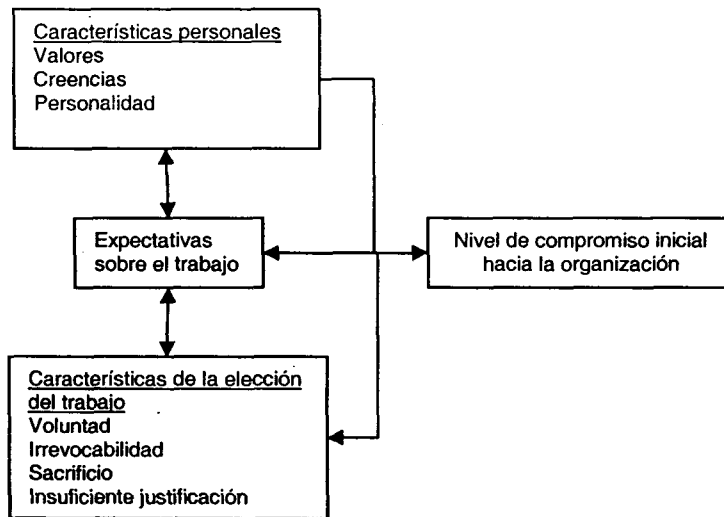 Características personales
Valores
Creencias
Personalidad
Expectativas
sobre el trabajo
Nivel de compromiso inicial
hacia la organización
Características de la elección
del trabajo
Voluntad
Irrevocabilidad
Sacrificio
Insuficiente justificación